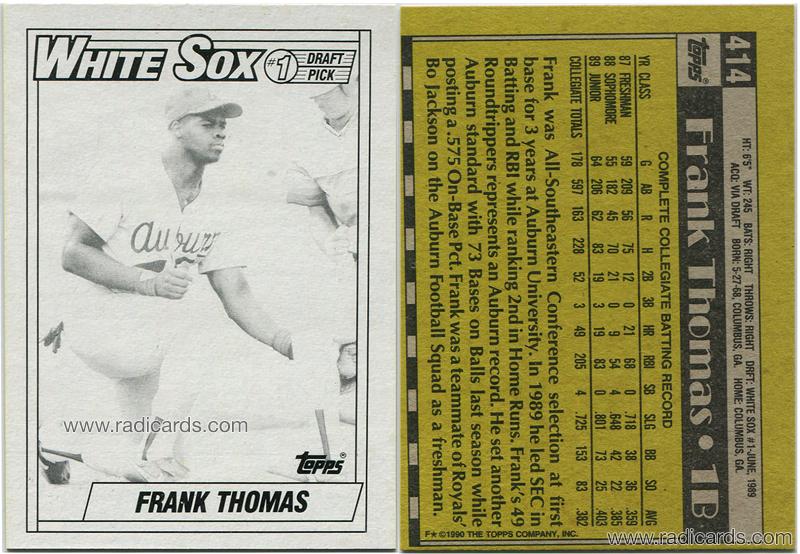 WHITE SOX #1 DRAFT PICK
auburn
www.radicards.com
topps®
FRANK THOMAS
414
topps®
Frank Thomas • 1B
HT: 6'5" WT: 245 BATS: RIGHT THROWS: RIGHT DRFT: WHITE SOX #1-JUNE, 1989
ACQ: VIA DRAFT BORN: 5-27-68, COLUMBUS, GA. HOME: COLUMBUS, GA.
COMPLETE COLLEGIATE BATTING RECORD
YR CLASS G AB R H 2B 3B HR RBI SB SLG BB SO AVG
87 FRESHMAN 59 209 56 75 12 0 21 68 0 .718 38 36 .359
88 SOPHOMORE 55 182 45 70 21 0 9 54 4 .648 42 22 .385
89 JUNIOR 64 206 62 83 19 3 19 83 0 .801 73 25 .403
COLLEGIATE TOTALS 178 597 163 228 52 3 49 205 4 .725 153 83 .382
Frank was All-Southeastern Conference selection at first
base for 3 years at Auburn University. In 1989 he led SEC in
Batting and RBI while ranking 2nd in Home Runs. Frank's 49
Roundtrippers represents an Auburn record. He set another
Auburn standard with 73 Bases on Balls last season while
posting a .575 On-Base Pct. Frank was a teammate of Royals'
Bo Jackson on the Auburn Football Squad as a freshman.
F★ ©1990 THE TOPPS COMPANY, INC.
www.radicards.com